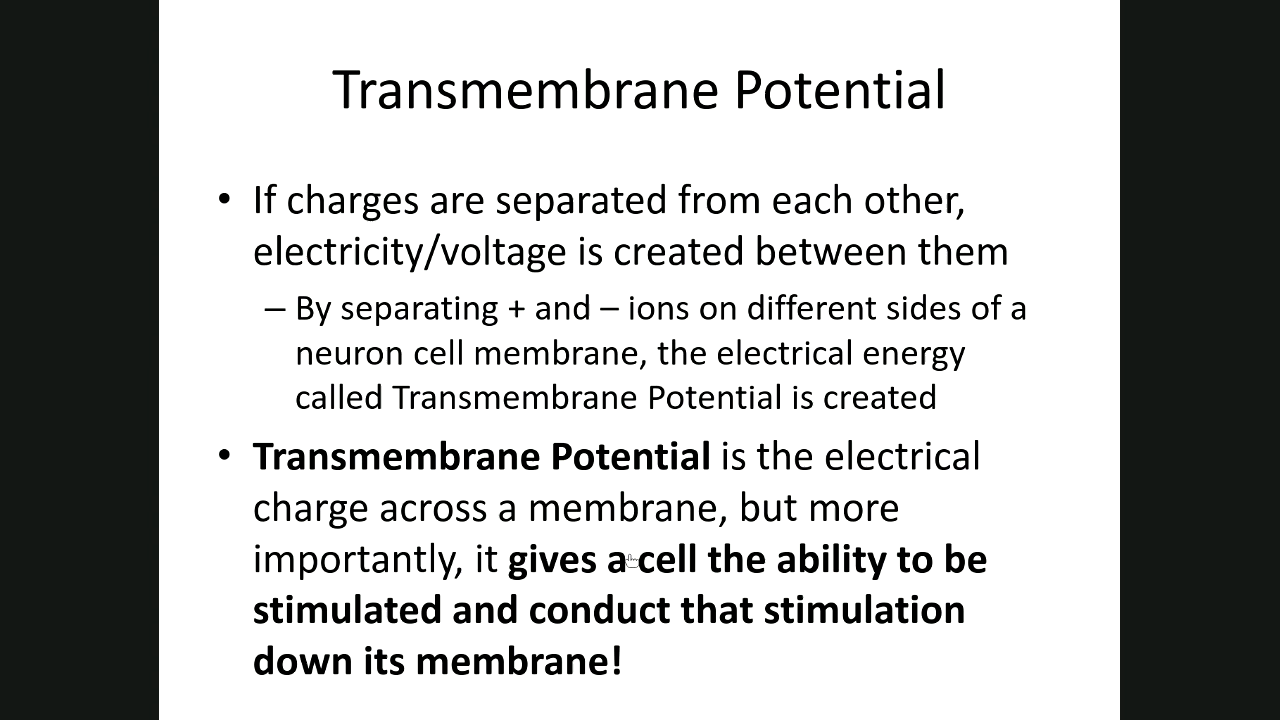 Transmembrane Potential
• If charges are separated from each other,
electricity/voltage is created between them
– By separating + and – ions on different sides of a
neuron cell membrane, the electrical energy
called Transmembrane Potential is created
• Transmembrane Potential is the electrical
charge across a membrane, but more
importantly, it gives a cell the ability to be
stimulated and conduct that stimulation
down its membrane!